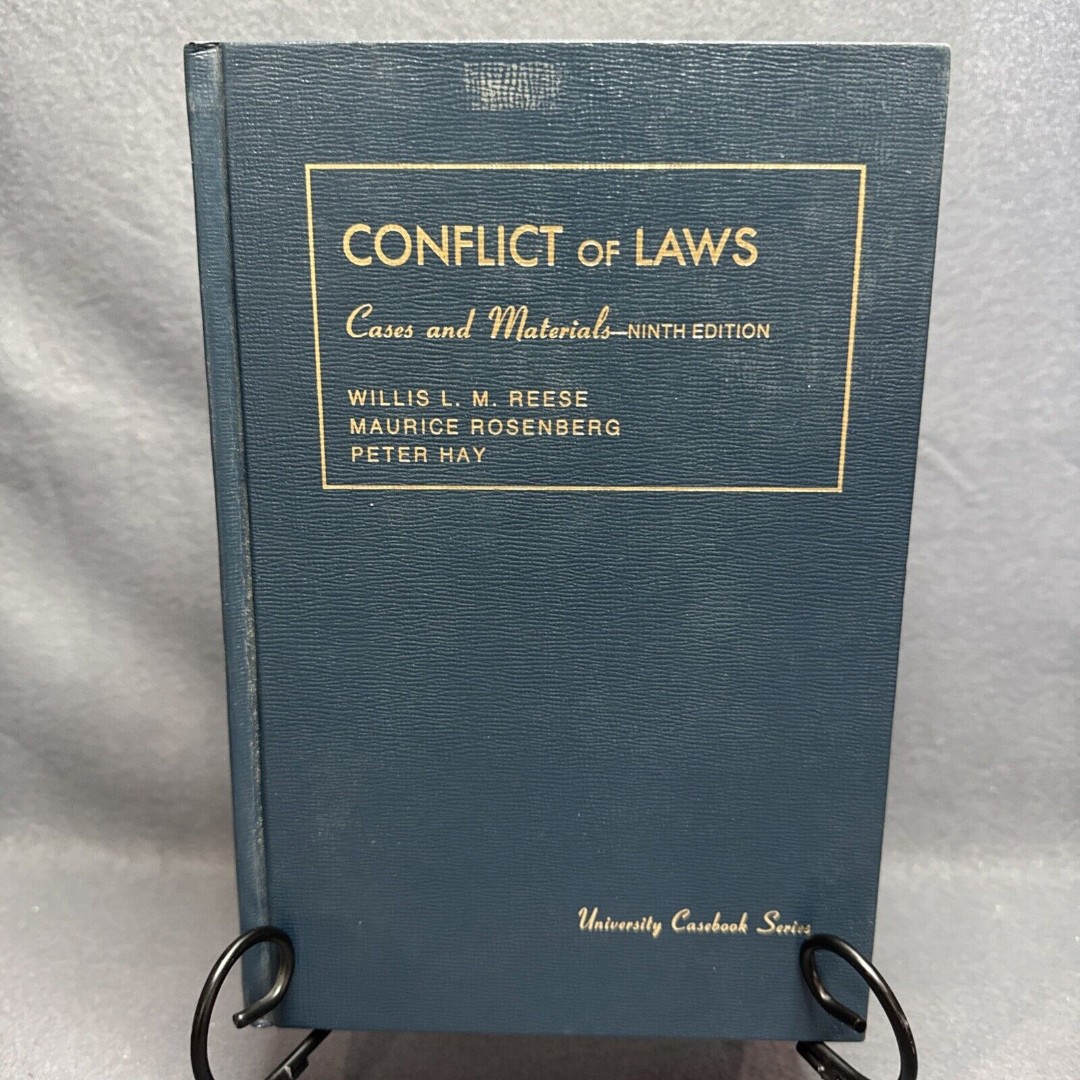 CONFLICT OF LAWS
Cases and Materials—NINTH EDITION
WILLIS L. M. REESE
MAURICE ROSENBERG
PETER HAY
University Casebook Series